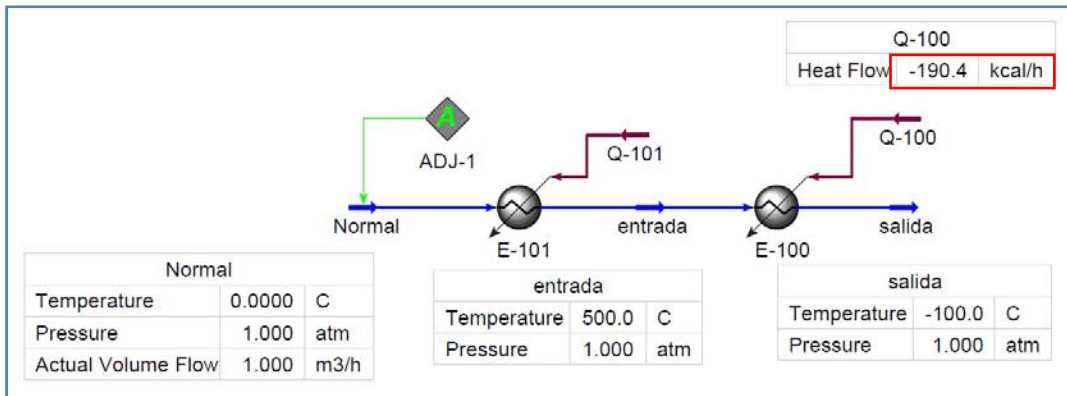 Q-100
Heat Flow -190.4 kcal/h
A
ADJ-1
Q-101
Q-100
Normal
E-101
entrada
E-100
salida
Normal
Temperature 0.0000 C
Pressure 1.000 atm
Actual Volume Flow 1.000 m3/h
entrada
Temperature 500.0 C
Pressure 1.000 atm
salida
Temperature -100.0 C
Pressure 1.000 atm